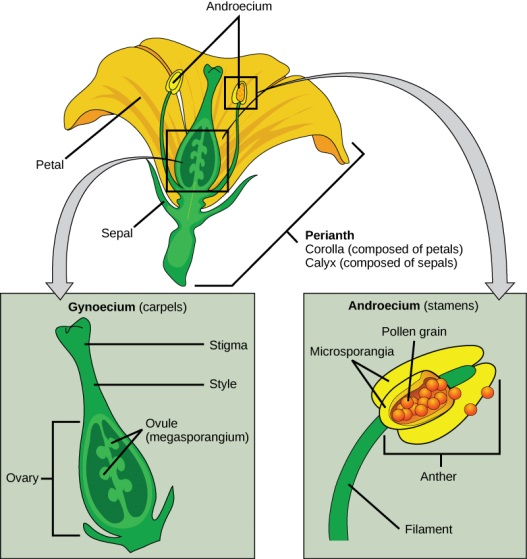 Androecium
Petal
Sepal
Perianth
Corolla (composed of petals)
Calyx (composed of sepals)
Gynoecium (carpels)
Stigma
Style
Ovule
(megasporangium)
Ovary
Androecium (stamens)
Pollen grain
Microsporangia
Anther
Filament